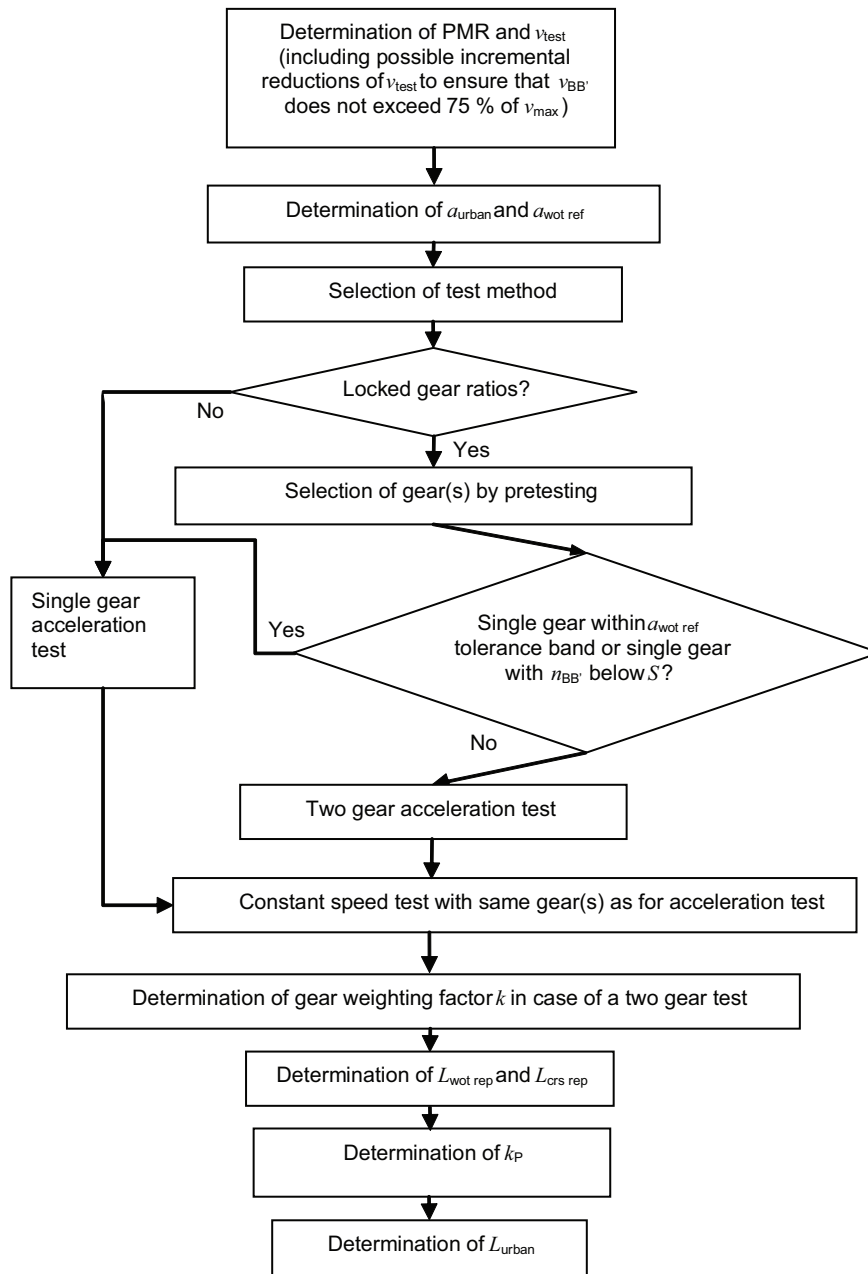 Determination of PMR and vtest
(including possible incremental
reductions of vtest to ensure that vBB'
does not exceed 75 % of vmax)
Determination of aurban and awot ref
Selection of test method
Locked gear ratios?
No
Yes
Selection of gear(s) by pretesting
Single gear
acceleration
test
Yes
Single gear within awot ref
tolerance band or single gear
with nBB' below S?
No
Two gear acceleration test
Constant speed test with same gear(s) as for acceleration test
Determination of gear weighting factor k in case of a two gear test
Determination of Lwot rep and Lcrs rep
Determination of kP
Determination of Lurban